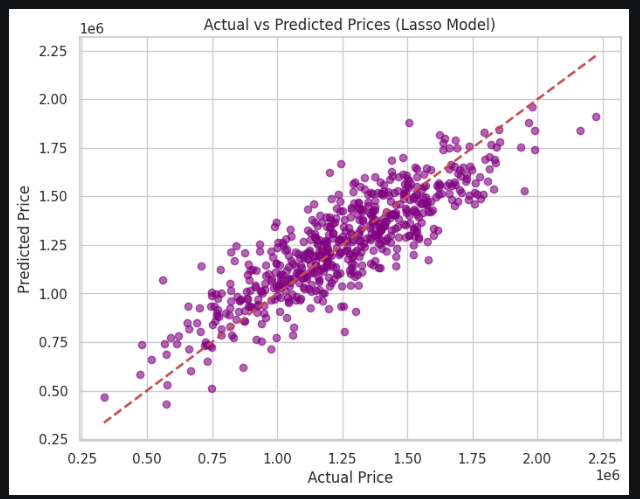 Actual vs Predicted Prices (Lasso Model)
1e6
2.25
2.00
1.75
1.50
1.25
1.00
0.75
0.50
0.25
Predicted Price
0.25 0.50 0.75 1.00 1.25 1.50 1.75 2.00 2.25
1e6
Actual Price